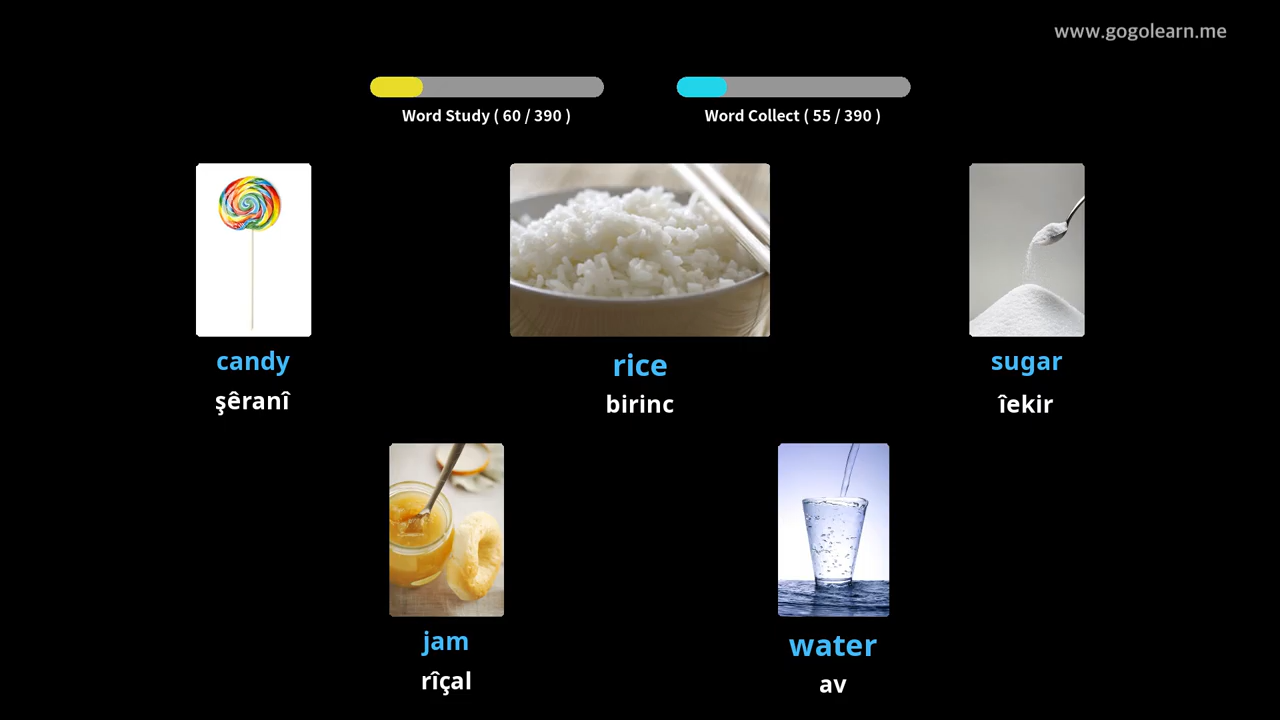 www.gogolearn.me
Word Study ( 60 / 390 )
Word Collect ( 55 / 390 )
candy
şêranî
rice
birinc
sugar
îekir
jam
rîçal
water
av